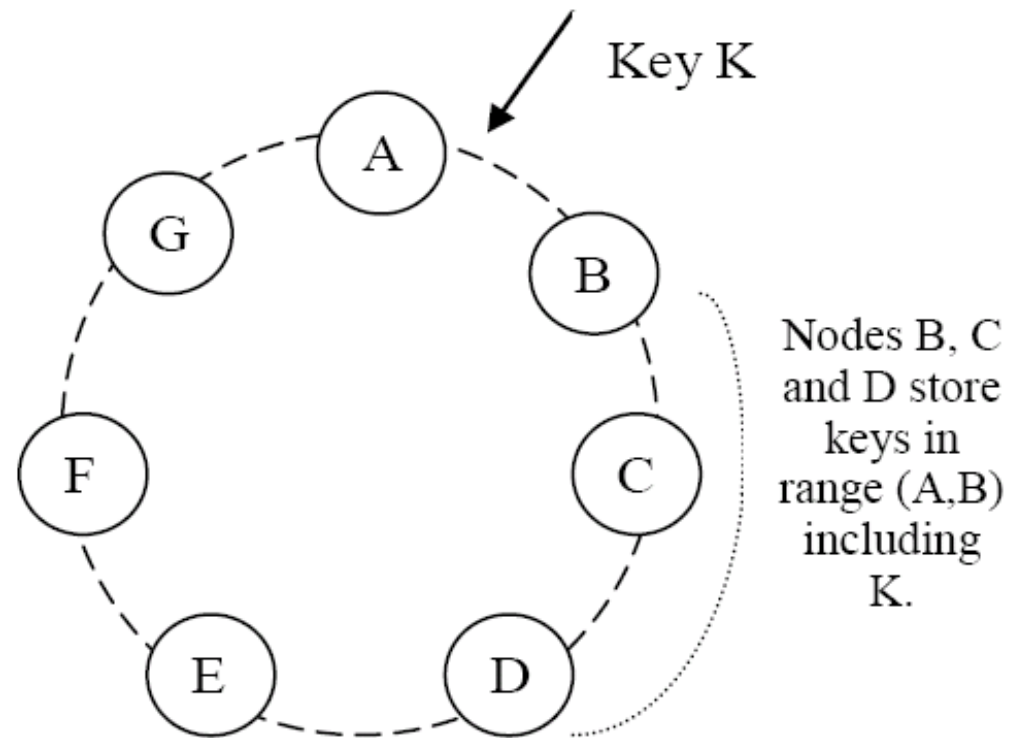 Key K
A
G
B
Nodes B, C
and D store
keys in
range (A,B)
including
K.
F
C
E
D